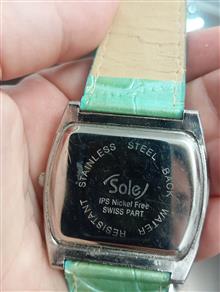 STAINLESS STEEL BACK WATER RESISTANT
Sole
IPS Nickel Free
SWISS PART